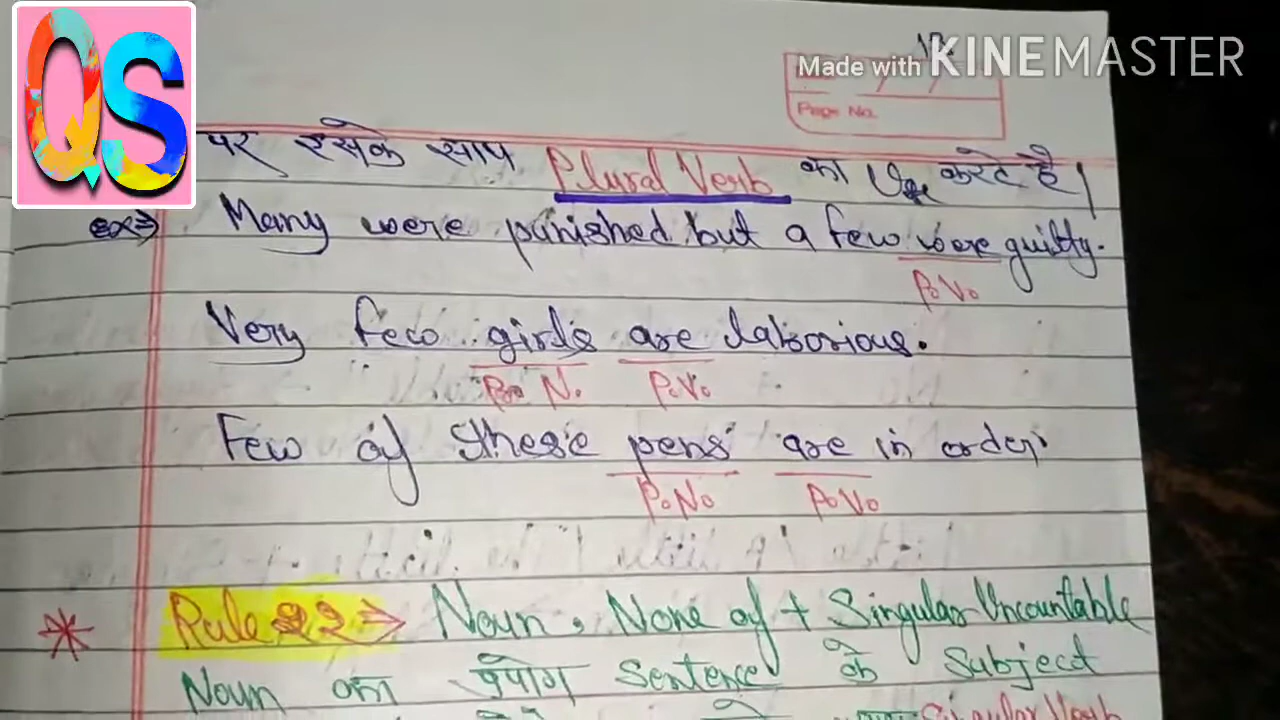 QS
Made with KINEMASTER
Page No.
पर इसके साप Plural Verb का Use करते है।
ex⇒ Many were punished but a few were guilty.
P.V.
Very few girls are laborious.
P. N. P.V.
Few of these pens are in order.
P.N. P.V.
* Rule 22⇒ Noun, None of + Singular Uncountable
Noun का प्रयोग Sentence के Subject
Singular Verb